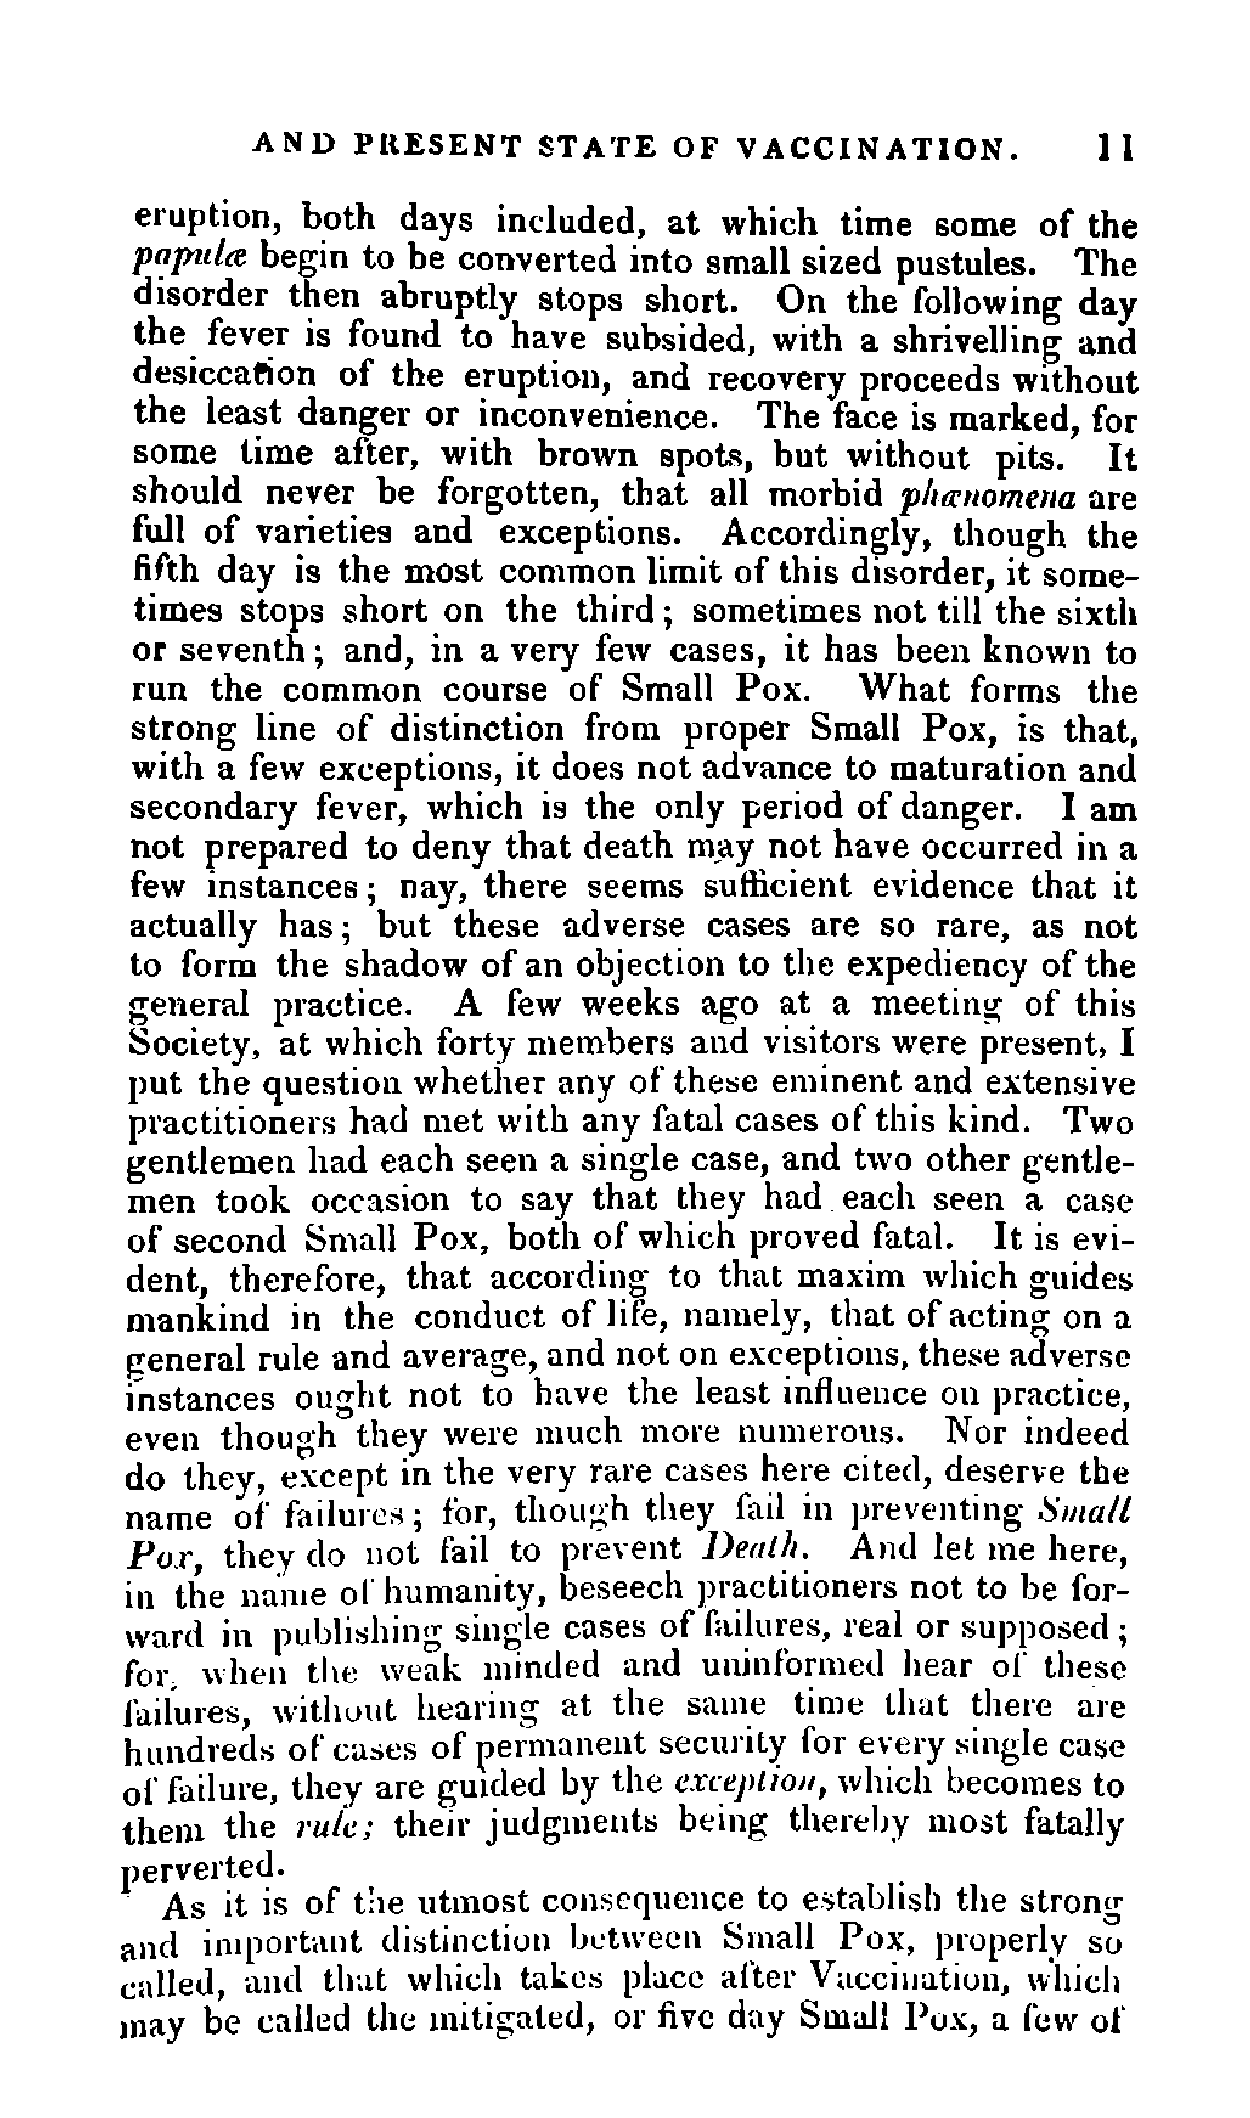 AND PRESENT STATE OF VACCINATION. 11
eruption, both days included, at which time some of the
papulæ begin to be converted into small sized pustules. The
disorder then abruptly stops short. On the following day
the fever is found to have subsided, with a shrivelling and
desiccation of the eruption, and recovery proceeds without
the least danger or inconvenience. The face is marked, for
some time after, with brown spots, but without pits. It
should never be forgotten, that all morbid phænomena are
full of varieties and exceptions. Accordingly, though the
fifth day is the most common limit of this disorder, it some-
times stops short on the third; sometimes not till the sixth
or seventh; and, in a very few cases, it has been known to
run the common course of Small Pox. What forms the
strong line of distinction from proper Small Pox, is that,
with a few exceptions, it does not advance to maturation and
secondary fever, which is the only period of danger. I am
not prepared to deny that death may not have occurred in a
few instances; nay, there seems sufficient evidence that it
actually has; but these adverse cases are so rare, as not
to form the shadow of an objection to the expediency of the
general practice. A few weeks ago at a meeting of this
Society, at which forty members and visitors were present, I
put the question whether any of these eminent and extensive
practitioners had met with any fatal cases of this kind. Two
gentlemen had each seen a single case, and two other gentle-
men took occasion to say that they had each seen a case
of second Small Pox, both of which proved fatal. It is evi-
dent, therefore, that according to that maxim which guides
mankind in the conduct of life, namely, that of acting on a
general rule and average, and not on exceptions, these adverse
instances ought not to have the least influence on practice,
even though they were much more numerous. Nor indeed
do they, except in the very rare cases here cited, deserve the
name of failures; for, though they fail in preventing Small
Pox, they do not fail to prevent Death. And let me here,
in the name of humanity, beseech practitioners not to be for-
ward in publishing single cases of failures, real or supposed;
for, when the weak minded and uninformed hear of these
failures, without hearing at the same time that there are
hundreds of cases of permanent security for every single case
of failure, they are guided by the exception, which becomes to
them the rule; their judgments being thereby most fatally
perverted.
As it is of the utmost consequence to establish the strong
and important distinction between Small Pox, properly so
called, and that which takes place after Vaccination, which
may be called the mitigated, or five day Small Pox, a few of